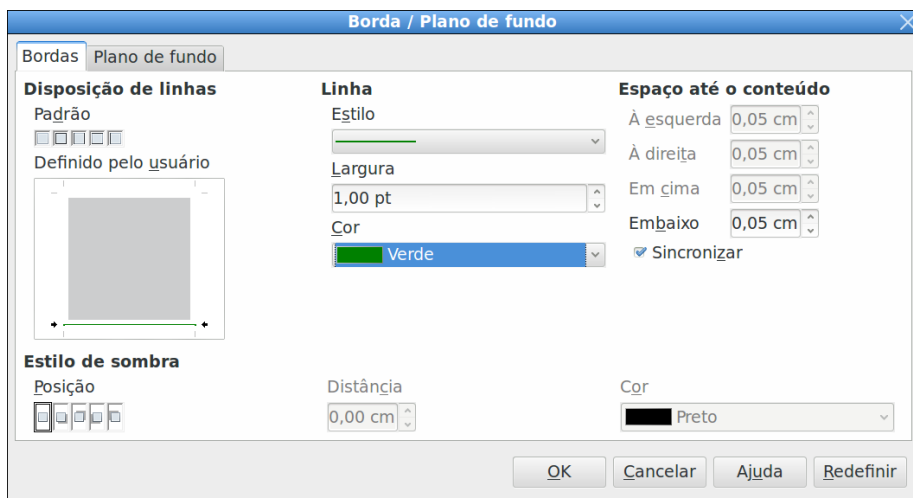 Borda / Plano de fundo
Bordas Plano de fundo
Disposição de linhas
Padrão
Definido pelo usuário
Linha
Estilo
Largura
1,00 pt
Cor
Verde
Espaço até o conteúdo
À esquerda 0,05 cm
À direita 0,05 cm
Em cima 0,05 cm
Embaixo 0,05 cm
Sincronizar
Estilo de sombra
Posição
Distância
0,00 cm
Cor
Preto
OK Cancelar Ajuda Redefinir